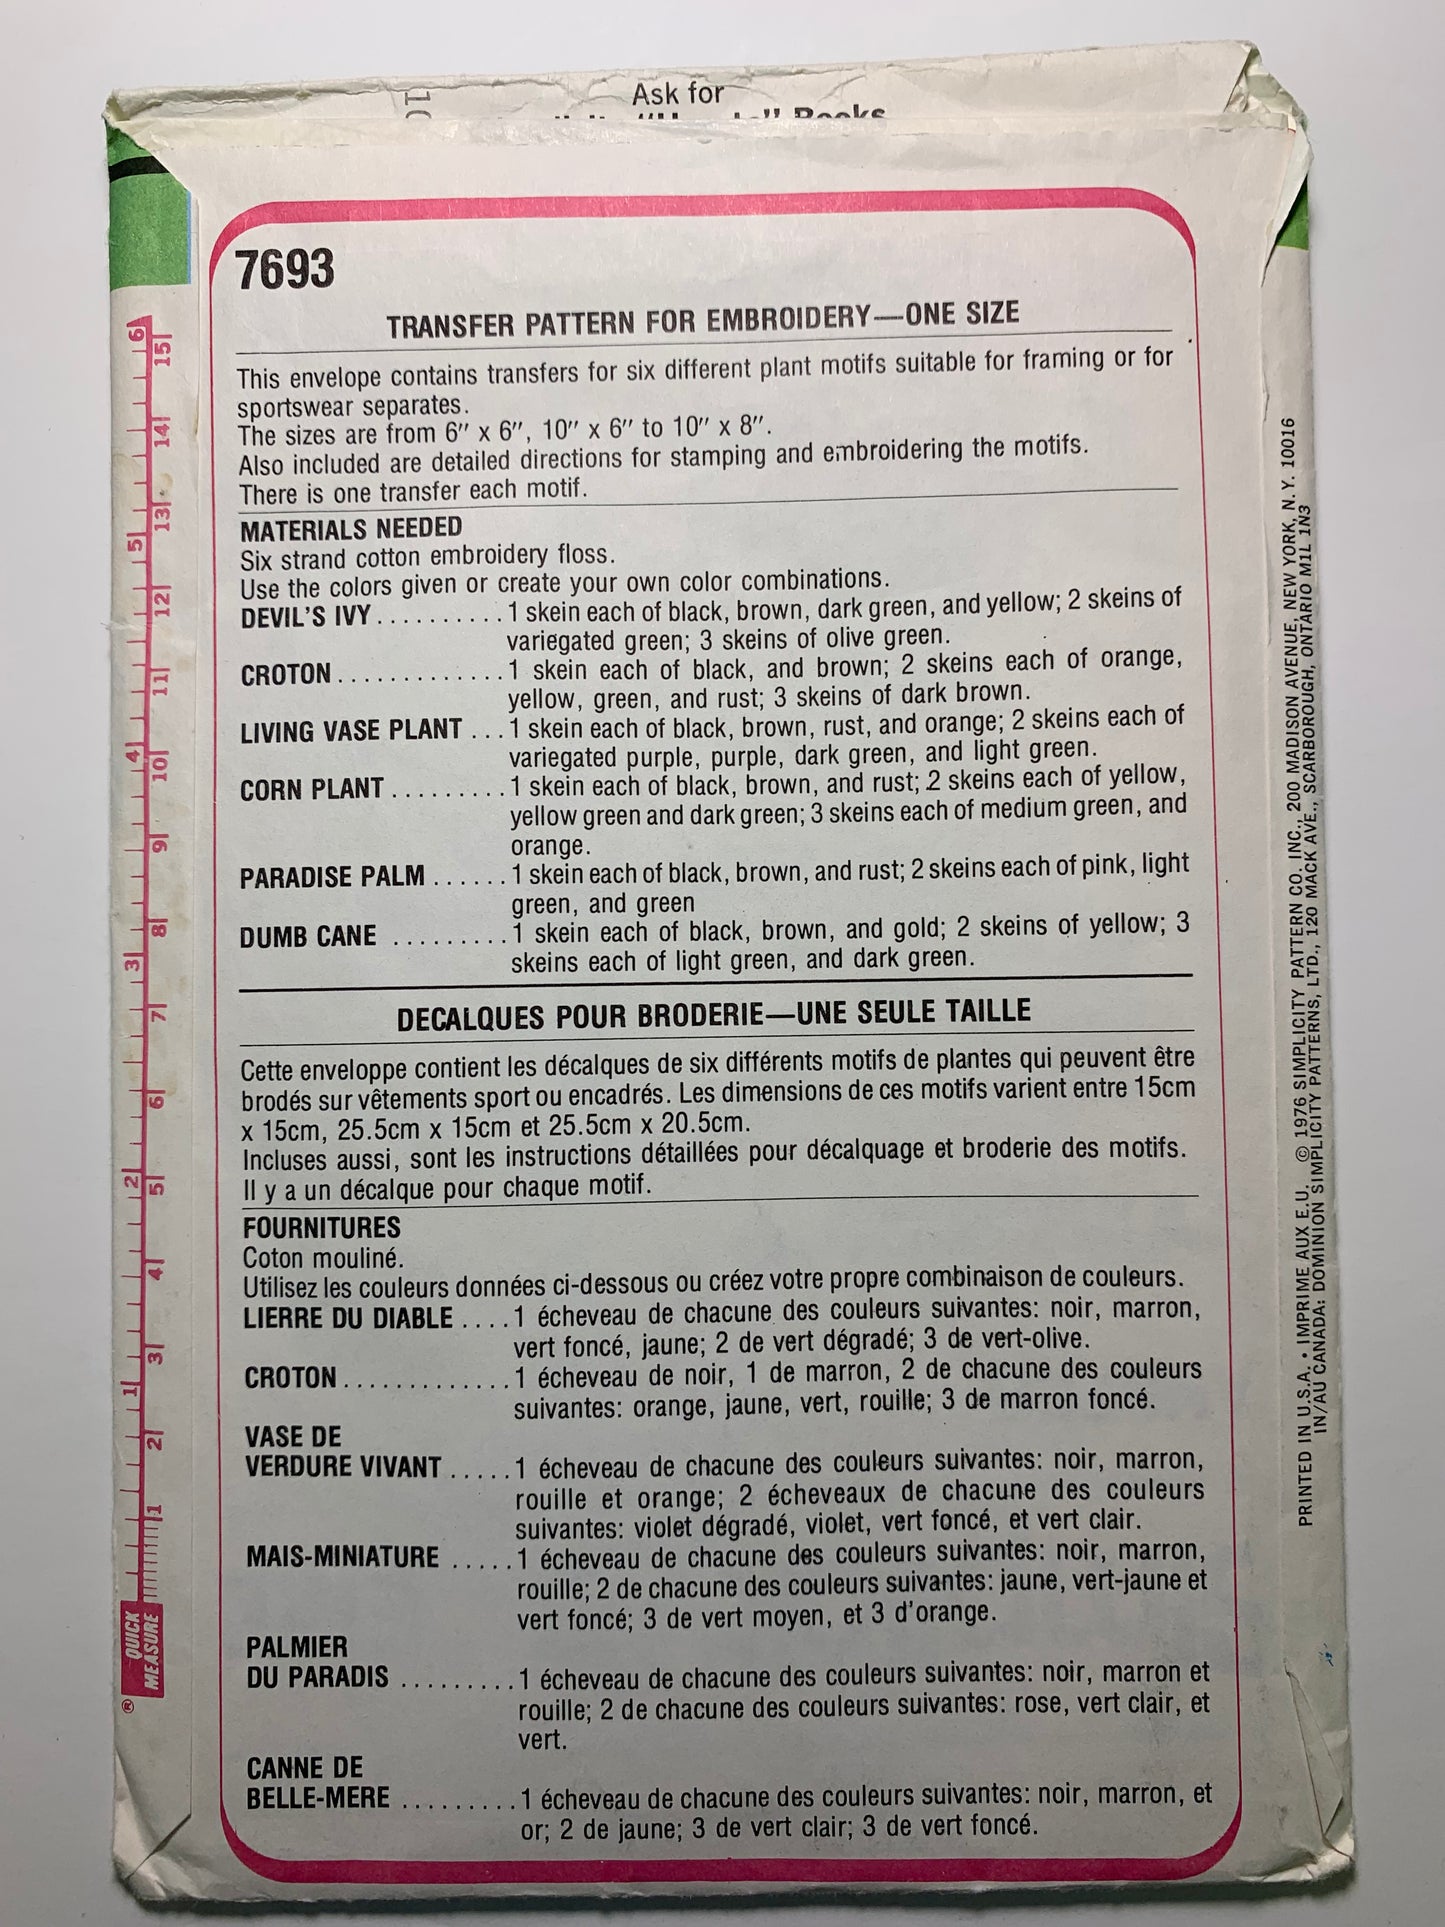 Ask for
Books
7693
TRANSFER PATTERN FOR EMBROIDERY—ONE SIZE
This envelope contains transfers for six different plant motifs suitable for framing or for
sportswear separates.
The sizes are from 6" x 6", 10" x 6" to 10" x 8".
Also included are detailed directions for stamping and embroidering the motifs.
There is one transfer each motif.
MATERIALS NEEDED
Six strand cotton embroidery floss.
Use the colors given or create your own color combinations.
DEVIL'S IVY . . . . . . . . . . 1 skein each of black, brown, dark green, and yellow; 2 skeins of
variegated green; 3 skeins of olive green.
CROTON . . . . . . . . . . . . . 1 skein each of black, and brown; 2 skeins each of orange,
yellow, green, and rust; 3 skeins of dark brown.
LIVING VASE PLANT . . . 1 skein each of black, brown, rust, and orange; 2 skeins each of
variegated purple, purple, dark green, and light green.
CORN PLANT . . . . . . . . . 1 skein each of black, brown, and rust; 2 skeins each of yellow,
yellow green and dark green; 3 skeins each of medium green, and
orange.
PARADISE PALM . . . . . . 1 skein each of black, brown, and rust; 2 skeins each of pink, light
green, and green
DUMB CANE . . . . . . . . . 1 skein each of black, brown, and gold; 2 skeins of yellow; 3
skeins each of light green, and dark green.
DECALQUES POUR BRODERIE—UNE SEULE TAILLE
Cette enveloppe contient les décalques de six différents motifs de plantes qui peuvent être
brodés sur vêtements sport ou encadrés. Les dimensions de ces motifs varient entre 15cm
x 15cm, 25.5cm x 15cm et 25.5cm x 20.5cm.
Incluses aussi, sont les instructions détaillées pour décalquage et broderie des motifs.
Il y a un décalque pour chaque motif.
FOURNITURES
Coton mouliné.
Utilisez les couleurs données ci-dessous ou créez votre propre combinaison de couleurs.
LIERRE DU DIABLE . . . . 1 écheveau de chacune des couleurs suivantes: noir, marron,
vert foncé, jaune; 2 de vert dégradé; 3 de vert-olive.
CROTON . . . . . . . . . . . . . 1 écheveau de noir, 1 de marron, 2 de chacune des couleurs
suivantes: orange, jaune, vert, rouille; 3 de marron foncé.
VASE DE
VERDURE VIVANT . . . . . 1 écheveau de chacune des couleurs suivantes: noir, marron,
rouille et orange; 2 écheveaux de chacune des couleurs
suivantes: violet dégradé, violet, vert foncé, et vert clair.
MAIS-MINIATURE . . . . . 1 écheveau de chacune des couleurs suivantes: noir, marron,
rouille; 2 de chacune des couleurs suivantes: jaune, vert-jaune et
vert foncé; 3 de vert moyen, et 3 d'orange.
PALMIER
DU PARADIS . . . . . . . . . 1 écheveau de chacune des couleurs suivantes: noir, marron et
rouille; 2 de chacune des couleurs suivantes: rose, vert clair, et
vert.
CANNE DE
BELLE-MERE . . . . . . . . . 1 écheveau de chacune des couleurs suivantes: noir, marron, et
or; 2 de jaune; 3 de vert clair; 3 de vert foncé.
PRINTED IN U.S.A. • IMPRIME AUX E.U. © 1976 SIMPLICITY PATTERN CO. INC., 200 MADISON AVENUE, NEW YORK, N. Y. 10016
IN/AU CANADA: DOMINION SIMPLICITY PATTERNS, LTD., 120 MACK AVE., SCARBOROUGH, ONTARIO M1L 1N3
QUICK
MEASURE
®
1 2 3 4 5 6
1 2 3 4 5 6 7 8 9 10 11 12 13 14 15